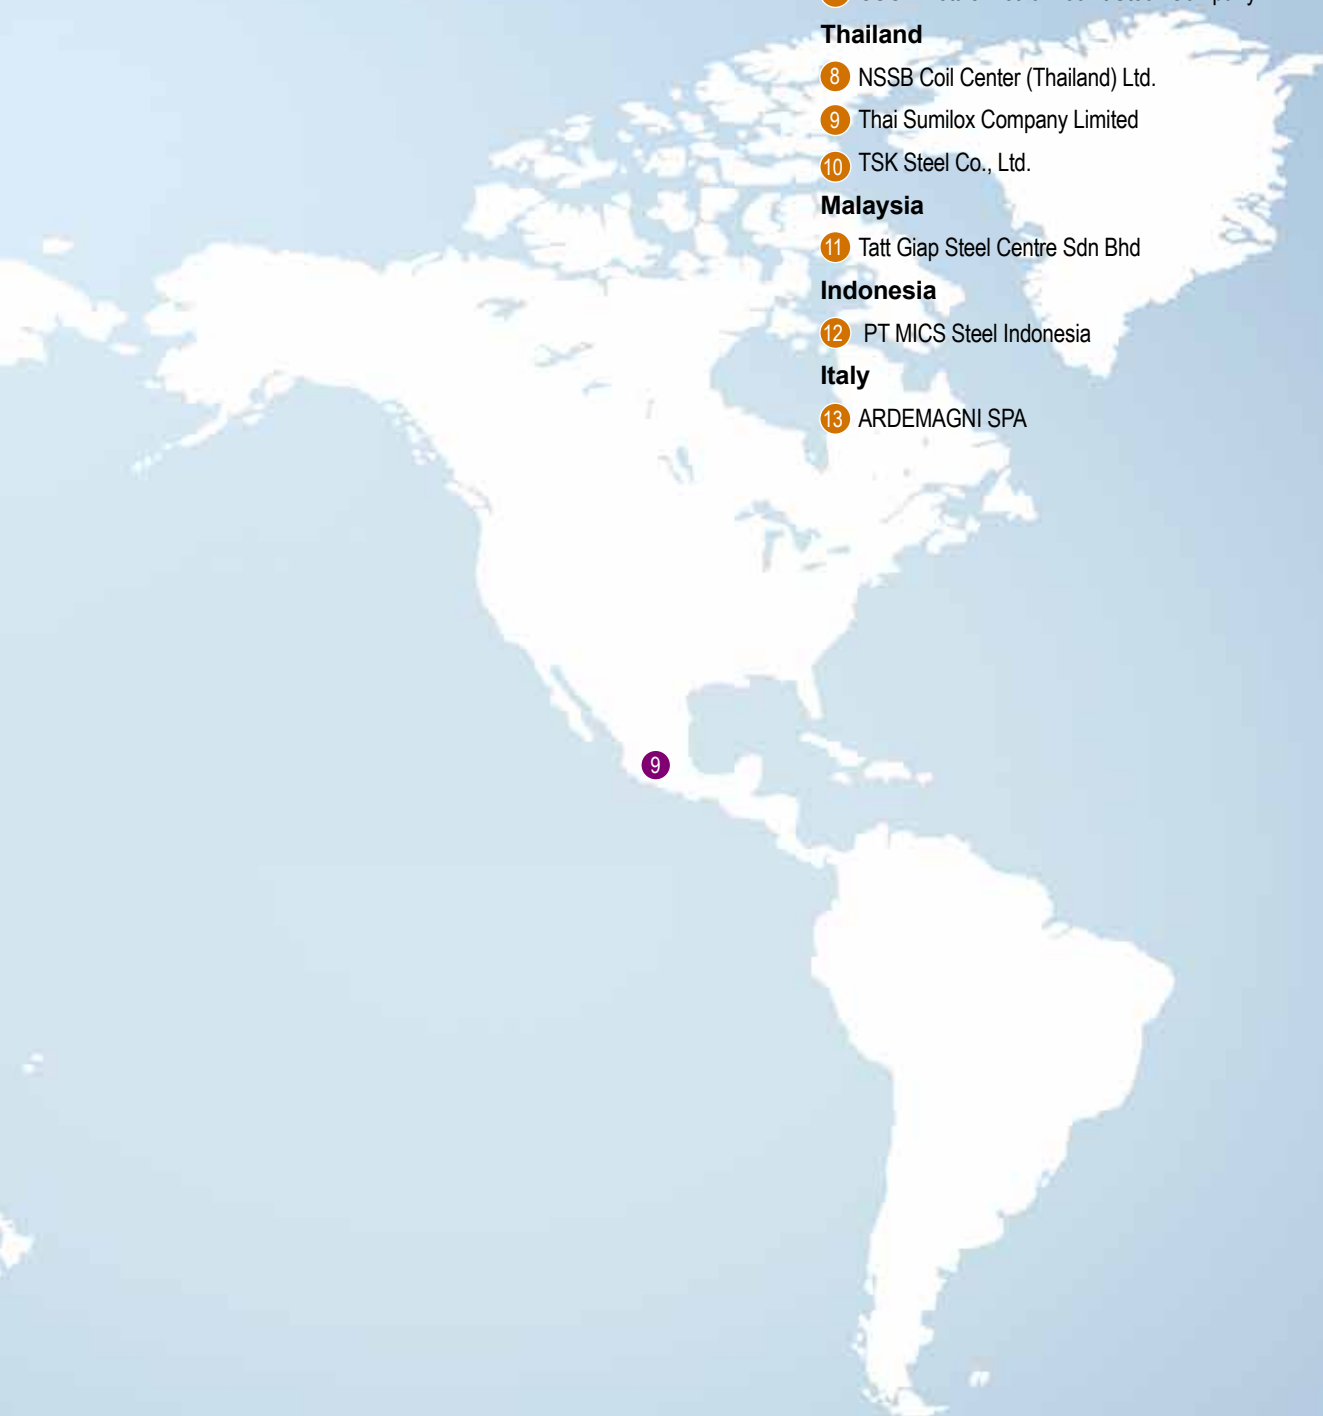 Company
Thailand
8 NSSB Coil Center (Thailand) Ltd.
9 Thai Sumilox Company Limited
10 TSK Steel Co., Ltd.
Malaysia
11 Tatt Giap Steel Centre Sdn Bhd
Indonesia
12 PT MICS Steel Indonesia
Italy
13 ARDEMAGNI SPA
9